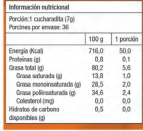 Información nutricional
Porción:1 cucharadita (7g)
Porciones por envase: 36
100 g 1 porción
Energía (Kcal) 716,0 50,0
Proteínas (g) 0,8 0,1
Grasa total (g) 80,2 5,6
Grasa saturada (g) 13,8 1,0
Grasa monoinsaturada (g) 28,5 2,0
Grasa poliinsaturada (g) 34,6 2,4
Colesterol (mg) 0,0 0,0
Hidratos de carbono 0,5 0,0
disponibles (g)